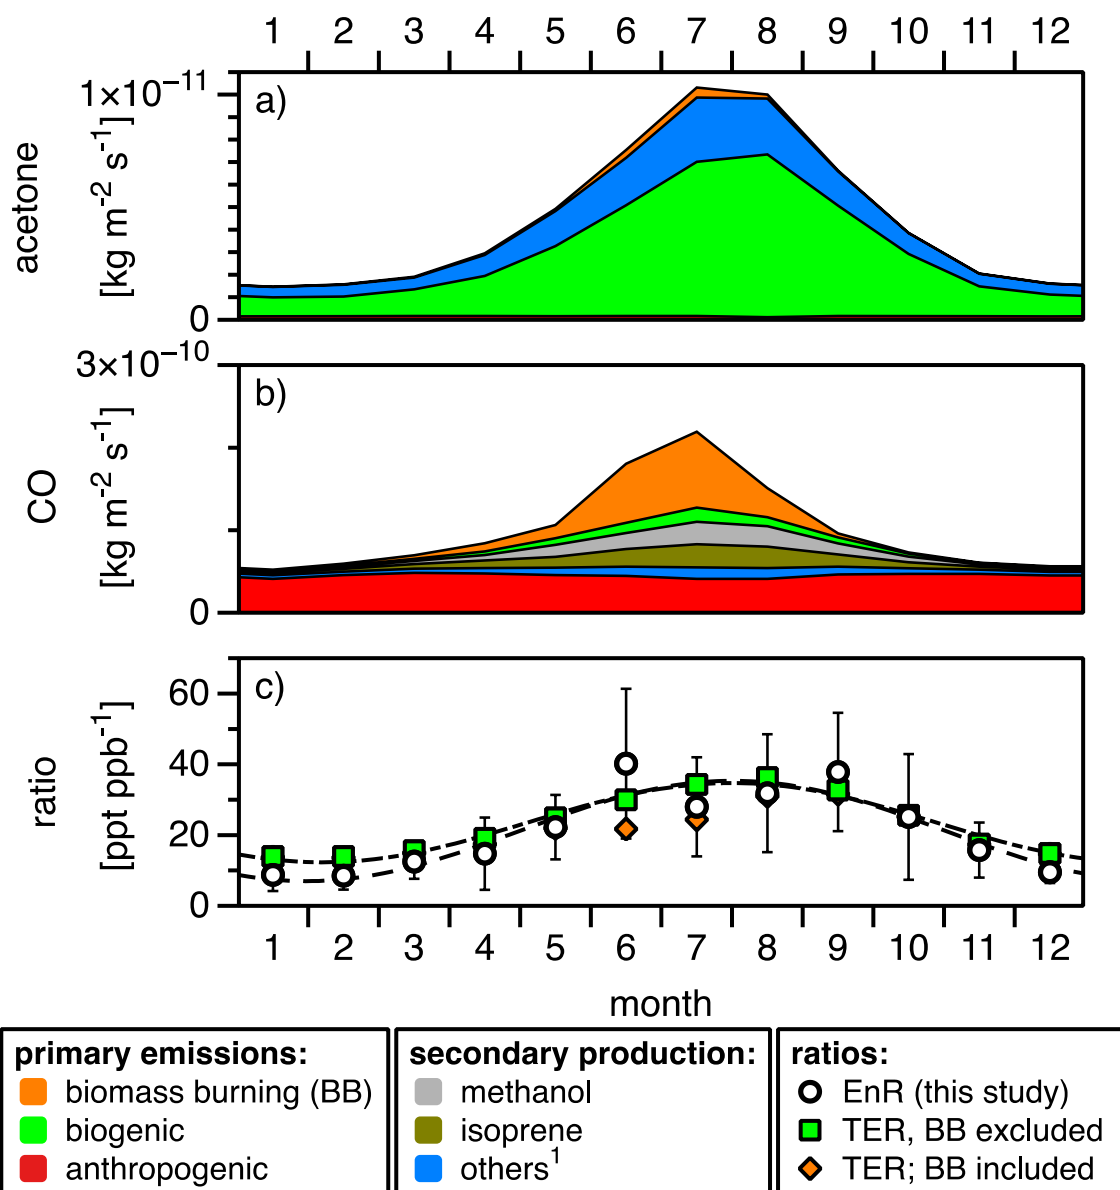 1 2 3 4 5 6 7 8 9 10 11 12
a)
1×10⁻¹¹
0
acetone
[kg m⁻² s⁻¹]
b)
3×10⁻¹⁰
0
CO
[kg m⁻² s⁻¹]
c)
60
40
20
0
ratio
[ppt ppb⁻¹]
1 2 3 4 5 6 7 8 9 10 11 12
month
primary emissions:
biomass burning (BB)
biogenic
anthropogenic
secondary production:
methanol
isoprene
others¹
ratios:
EnR (this study)
TER, BB excluded
TER; BB included